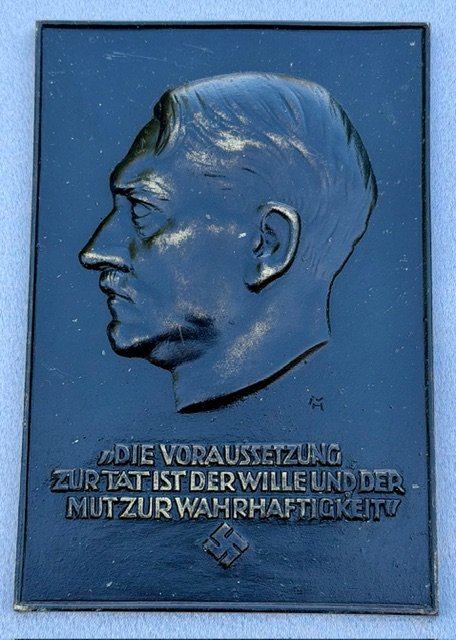 „DIE VORAUSSETZUNG
ZUR TAT IST DER WILLE UND DER
MUT ZUR WAHRHAFTIGKEIT“